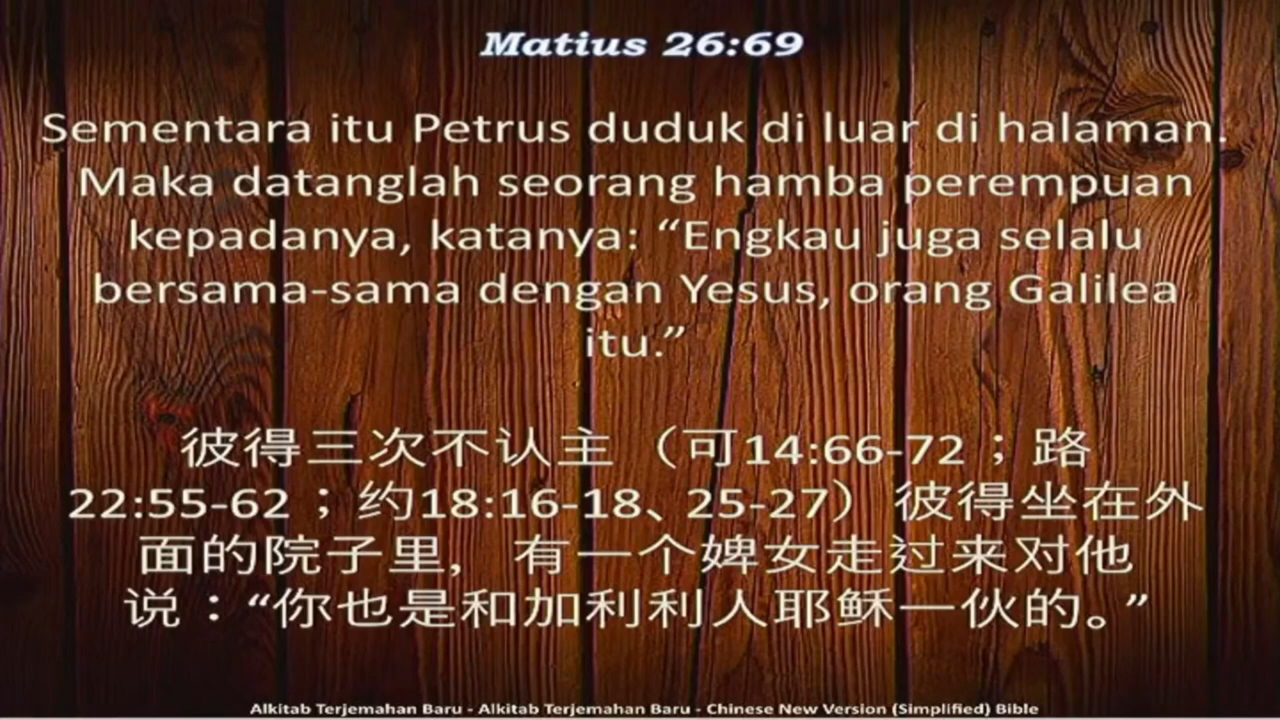 Matius 26:69
Sementara itu Petrus duduk di luar di halaman.
Maka datanglah seorang hamba perempuan
kepadanya, katanya: “Engkau juga selalu
bersama-sama dengan Yesus, orang Galilea
itu.”
彼得三次不认主 （可14:66-72；路
22:55-62；约18:16-18、25-27）彼得坐在外
面的院子里， 有一个婢女走过来对他
说：“你也是和加利利人耶稣一伙的。”
Alkitab Terjemahan Baru - Alkitab Terjemahan Baru - Chinese New Version (Simplified) Bible